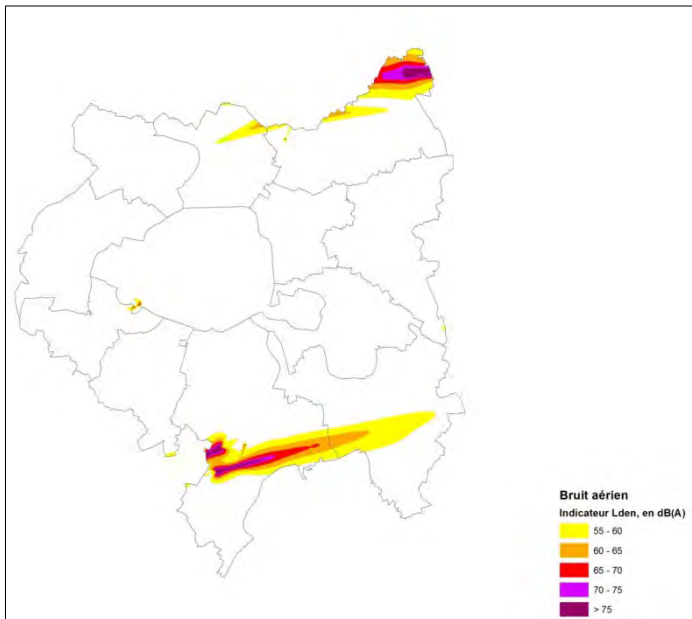 Bruit aérien
Indicateur Lden, en dB(A)
55 - 60
60 - 65
65 - 70
70 - 75
> 75